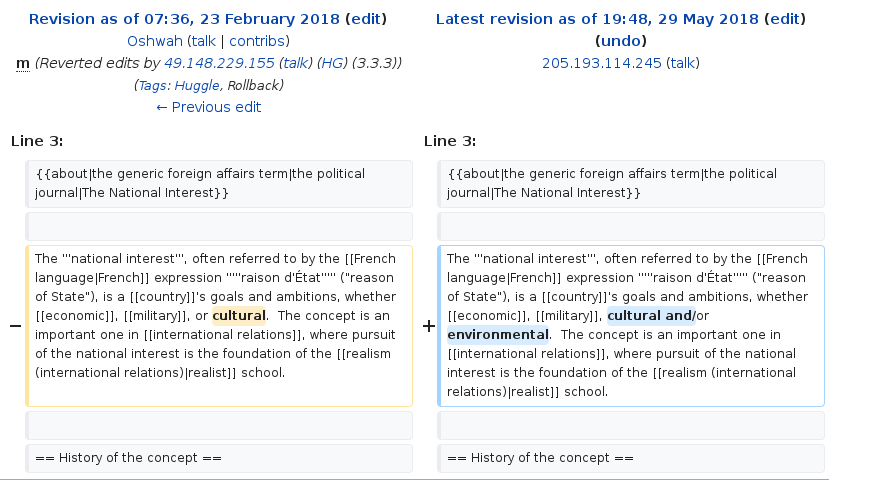 Revision as of 07:36, 23 February 2018 (edit)
Oshwah (talk | contribs)
m (Reverted edits by 49.148.229.155 (talk) (HG) (3.3.3))
(Tags: Huggle, Rollback)
← Previous edit
Latest revision as of 19:48, 29 May 2018 (edit)
(undo)
205.193.114.245 (talk)
Line 3:
{{about|the generic foreign affairs term|the political
journal|The National Interest}}
The '''national interest''', often referred to by the [[French
language|French]] expression '''''raison d'État''''' ("reason
of State"), is a [[country]]'s goals and ambitions, whether
[[economic]], [[military]], or cultural.  The concept is an
− important one in [[international relations]], where pursuit
of the national interest is the foundation of the [[realism
(international relations)|realist]] school.
== History of the concept ==
Line 3:
{{about|the generic foreign affairs term|the political
journal|The National Interest}}
The '''national interest''', often referred to by the [[French
language|French]] expression '''''raison d'État''''' ("reason
of State"), is a [[country]]'s goals and ambitions, whether
[[economic]], [[military]], cultural and/or
+ environmental.  The concept is an important one in
[[international relations]], where pursuit of the national
interest is the foundation of the [[realism (international
relations)|realist]] school.
== History of the concept ==